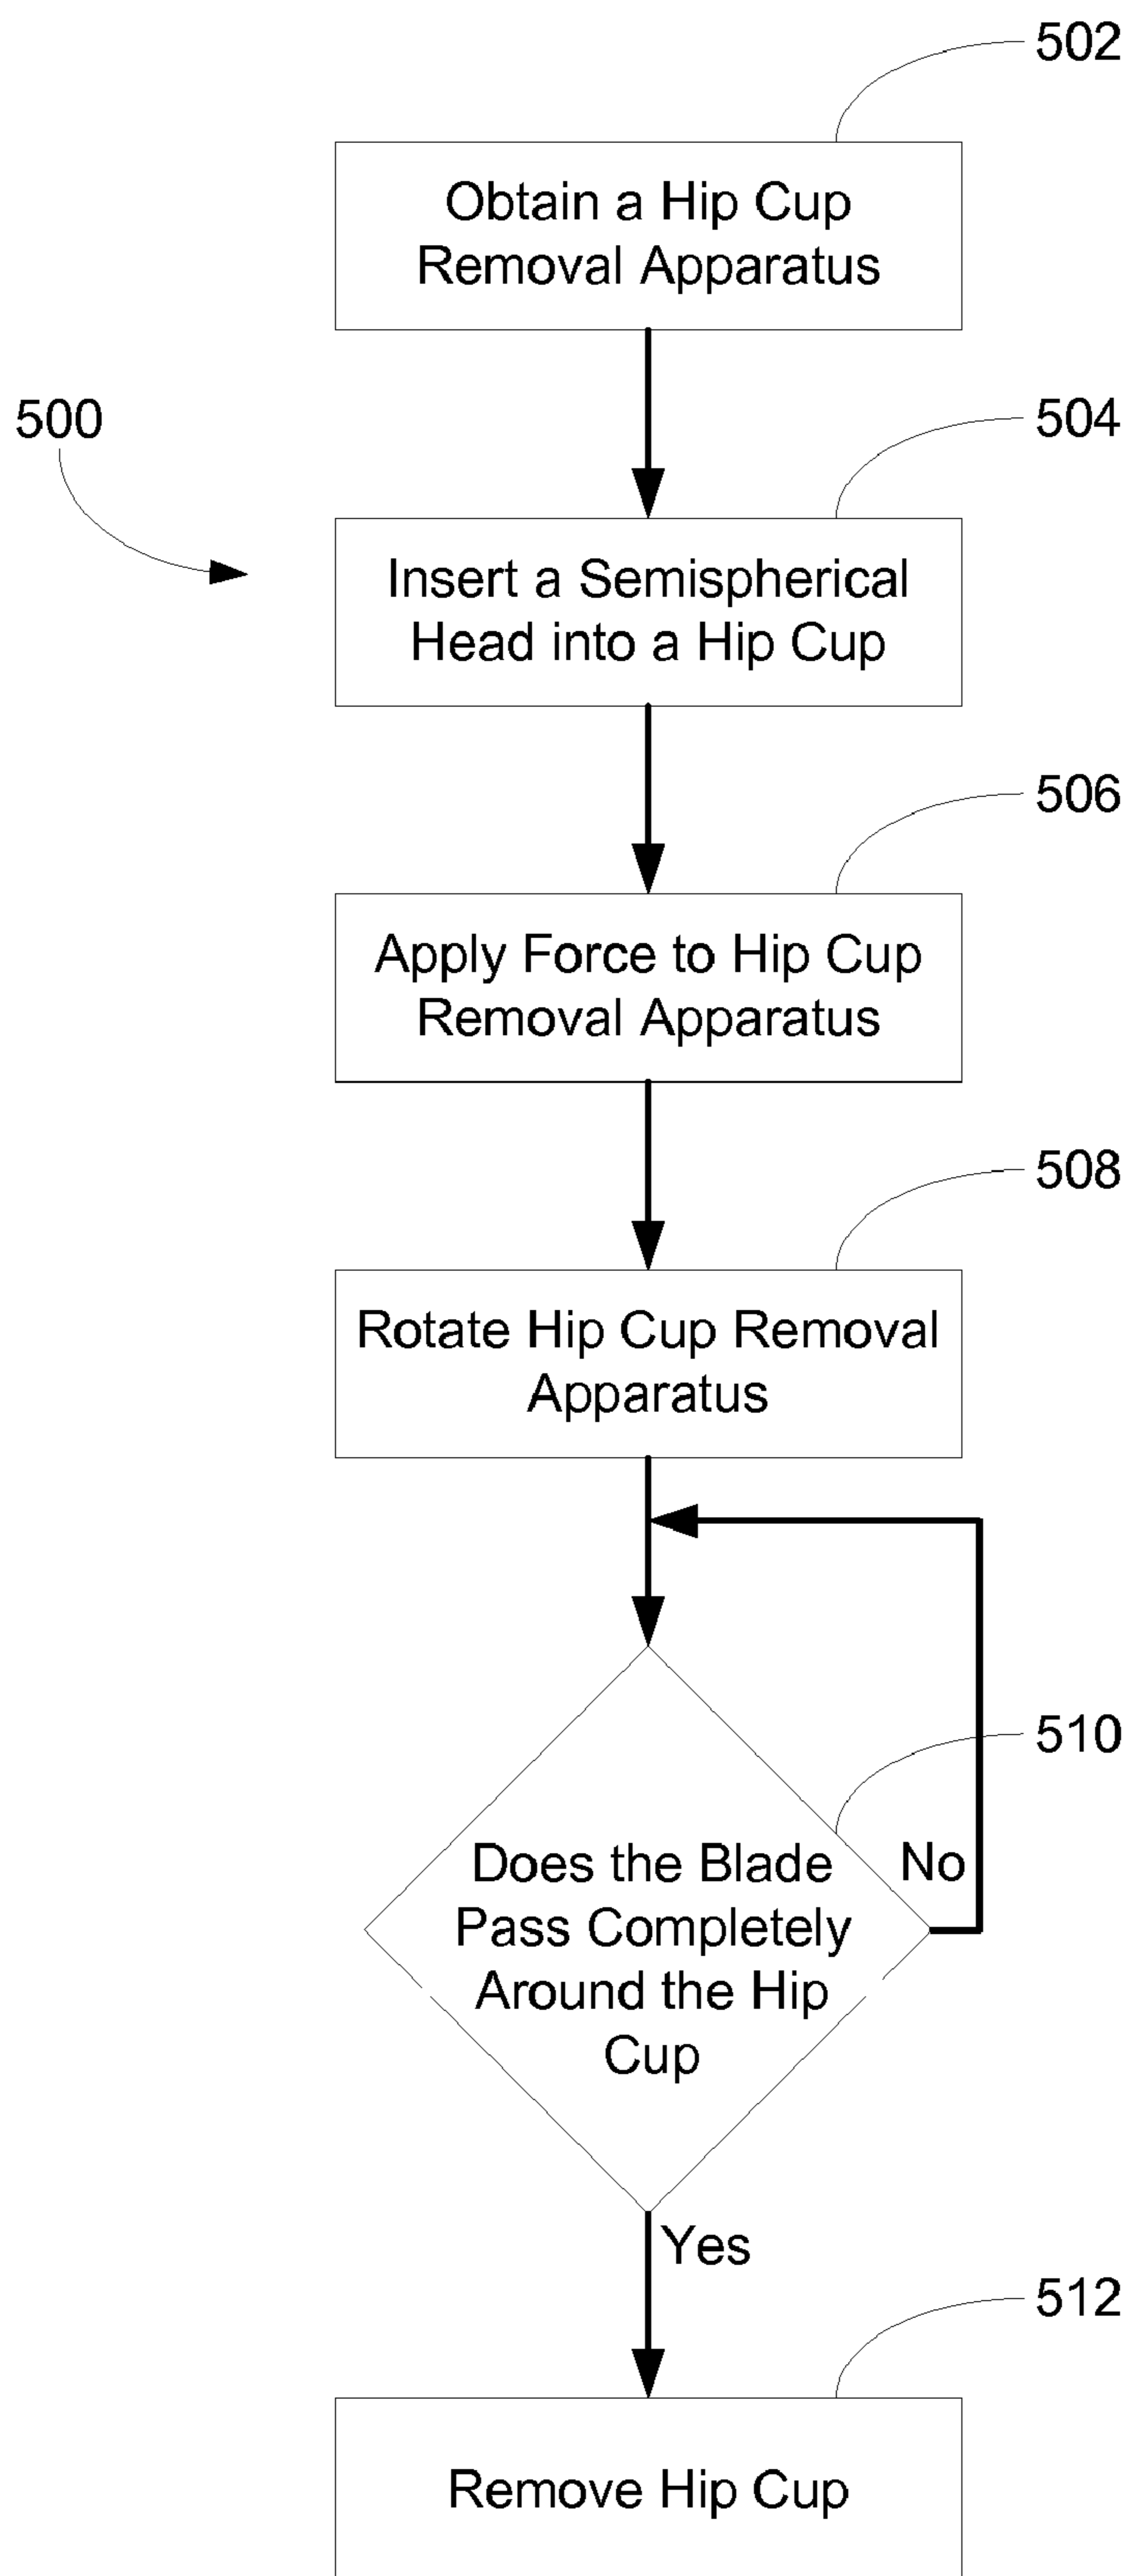 502
Obtain a Hip Cup
Removal Apparatus
500
504
Insert a Semispherical
Head into a Hip Cup
506
Apply Force to Hip Cup
Removal Apparatus
508
Rotate Hip Cup Removal
Apparatus
510
Does the Blade
Pass Completely
Around the Hip
Cup
No
Yes
512
Remove Hip Cup